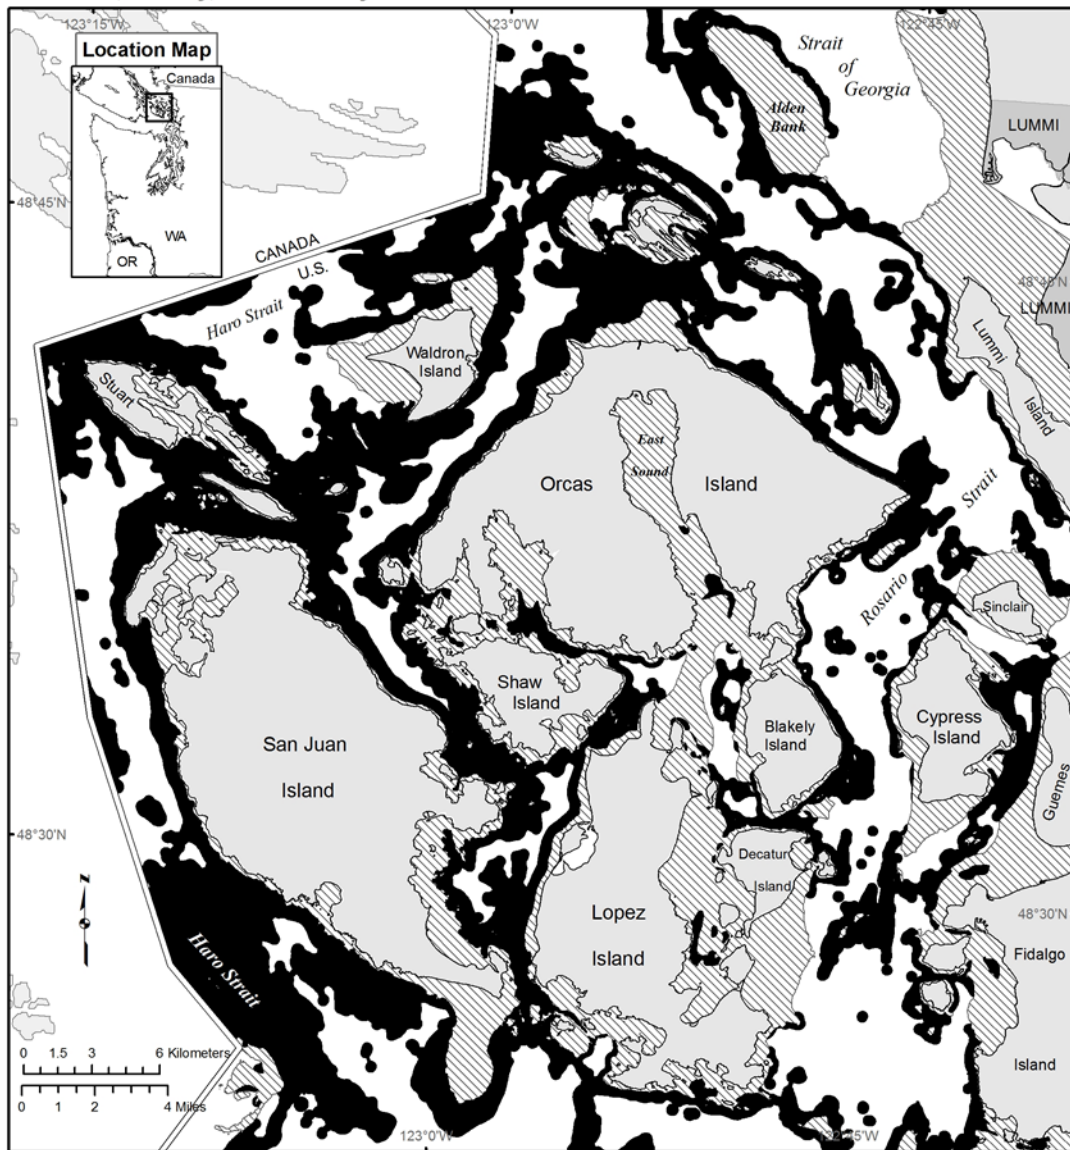 123°15'W
123°0'W
122°45'W
Location Map
Canada
WA
OR
Strait
of
Georgia
Alden
Bank
LUMMI
48°45'N
CANADA
U.S.
Haro Strait
48°45'N
LUMMI
Waldron
Island
Lummi
Island
Stuart
East
Sound
Orcas
Island
Strait
Rosario
Sinclair
Shaw
Island
Blakely
Island
Cypress
Island
San Juan
Island
Guemes
48°30'N
Decatur
Island
z
Lopez
Island
48°30'N
Fidalgo
Island
Haro Strait
0 1.5 3 6 Kilometers
0 1 2 4 Miles
123°0'W
122°45'W